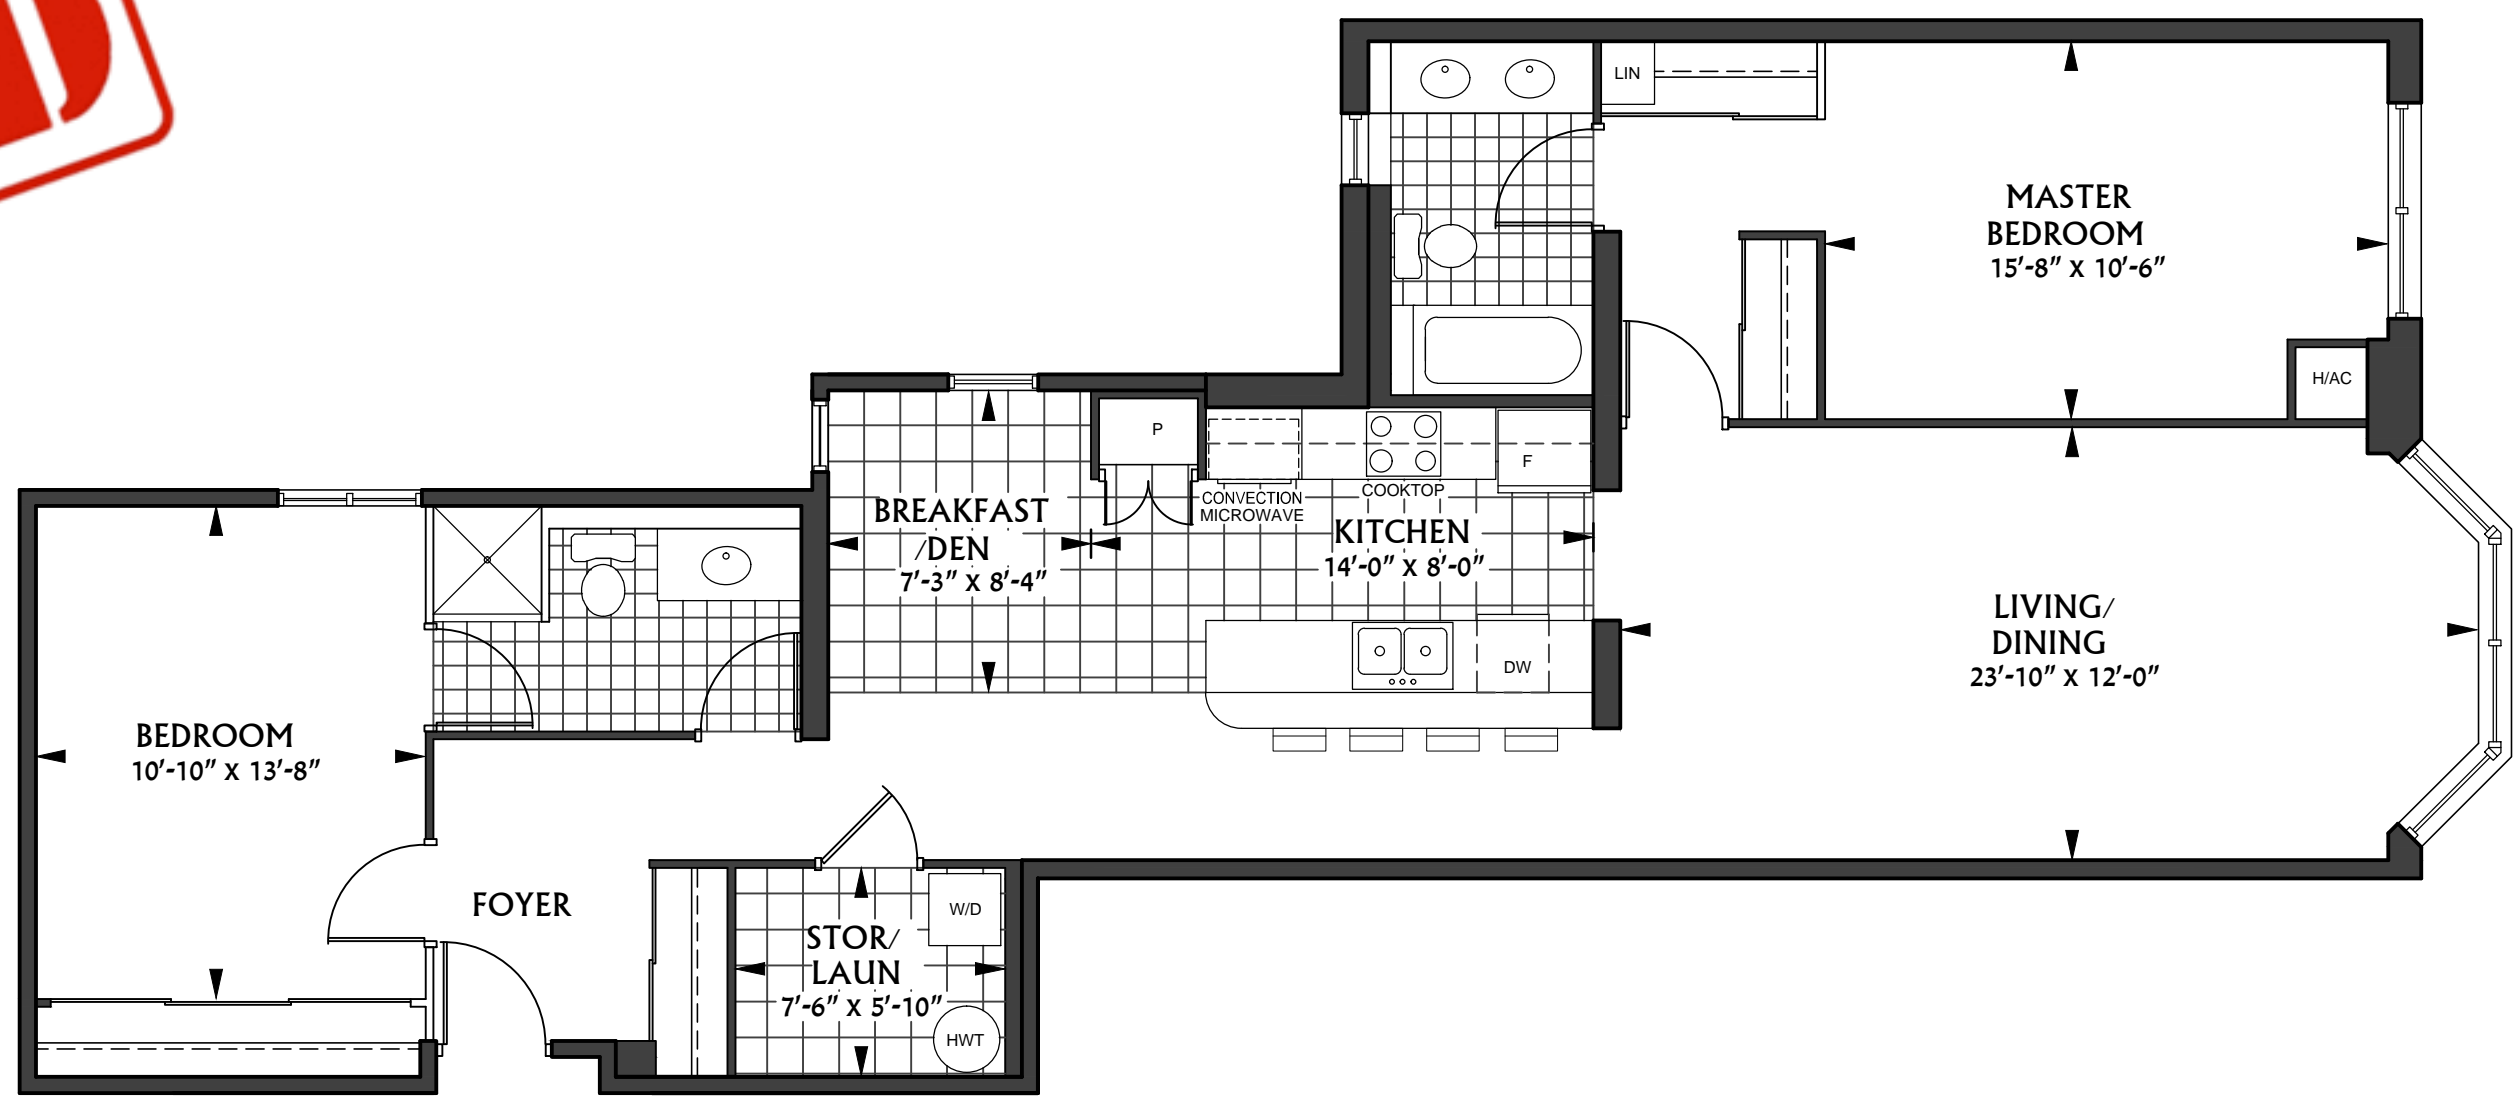 LIN
MASTER
BEDROOM
15'-8" X 10'-6"
H/AC
P
F
CONVECTION
MICROWAVE
COOKTOP
BREAKFAST
/DEN
7'-3" X 8'-4"
KITCHEN
14'-0" X 8'-0"
DW
LIVING/
DINING
23'-10" X 12'-0"
BEDROOM
10'-10" X 13'-8"
FOYER
W/D
STOR/
LAUN
7'-6" X 5'-10"
HWT